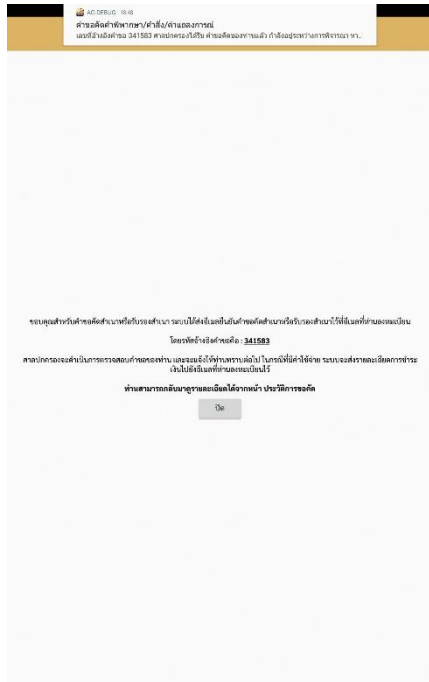 AC-DEBUG 18:48
คำขอคัดคำพิพากษา/คำสั่ง/คำแถลงการณ์
เลขที่อ้างอิงคำขอ 341583 ศาลปกครองได้รับ คำขอคัดของท่านแล้ว กำลังอยู่ระหว่างการพิจารณา หา..
ขอบคุณสำหรับคำขอคัดสำเนาหรือรับรองสำเนา ระบบได้ส่งอีเมลยืนยันคำขอคัดสำเนาหรือรับรองสำเนาไว้ที่อีเมลที่ท่านลงทะเบียน
โดยรหัสอ้างอิงคำขอคือ : 341583
ศาลปกครองจะดำเนินการตรวจสอบคำขอของท่าน และจะแจ้งให้ท่านทราบต่อไป ในกรณีที่มีค่าใช้จ่าย ระบบจะส่งรายละเอียดการชำระ
เงินไปยังอีเมลที่ท่านลงทะเบียนไว้
ท่านสามารถกลับมาดูรายละเอียดได้จากหน้า ประวัติการขอคัด
ปิด